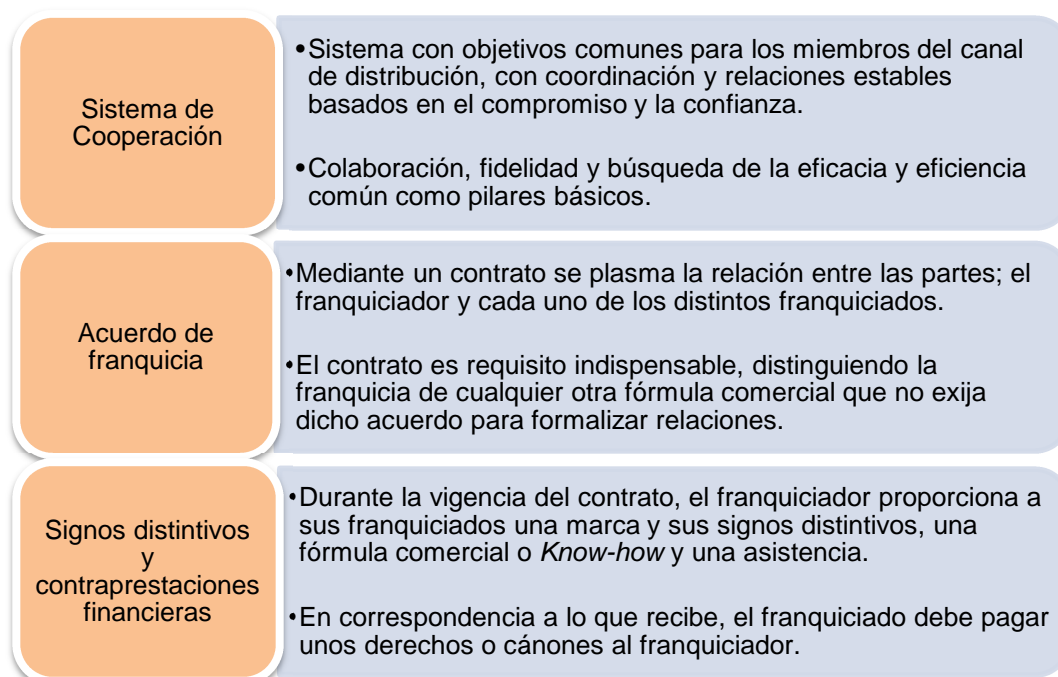 Sistema de
Cooperación
•Sistema con objetivos comunes para los miembros del canal
de distribución, con coordinación y relaciones estables
basados en el compromiso y la confianza.
•Colaboración, fidelidad y búsqueda de la eficacia y eficiencia
común como pilares básicos.
Acuerdo de
franquicia
•Mediante un contrato se plasma la relación entre las partes; el
franquiciador y cada uno de los distintos franquiciados.
•El contrato es requisito indispensable, distinguiendo la
franquicia de cualquier otra fórmula comercial que no exija
dicho acuerdo para formalizar relaciones.
Signos distintivos
y
contraprestaciones
financieras
•Durante la vigencia del contrato, el franquiciador proporciona a
sus franquiciados una marca y sus signos distintivos, una
fórmula comercial o Know-how y una asistencia.
•En correspondencia a lo que recibe, el franquiciado debe pagar
unos derechos o cánones al franquiciador.